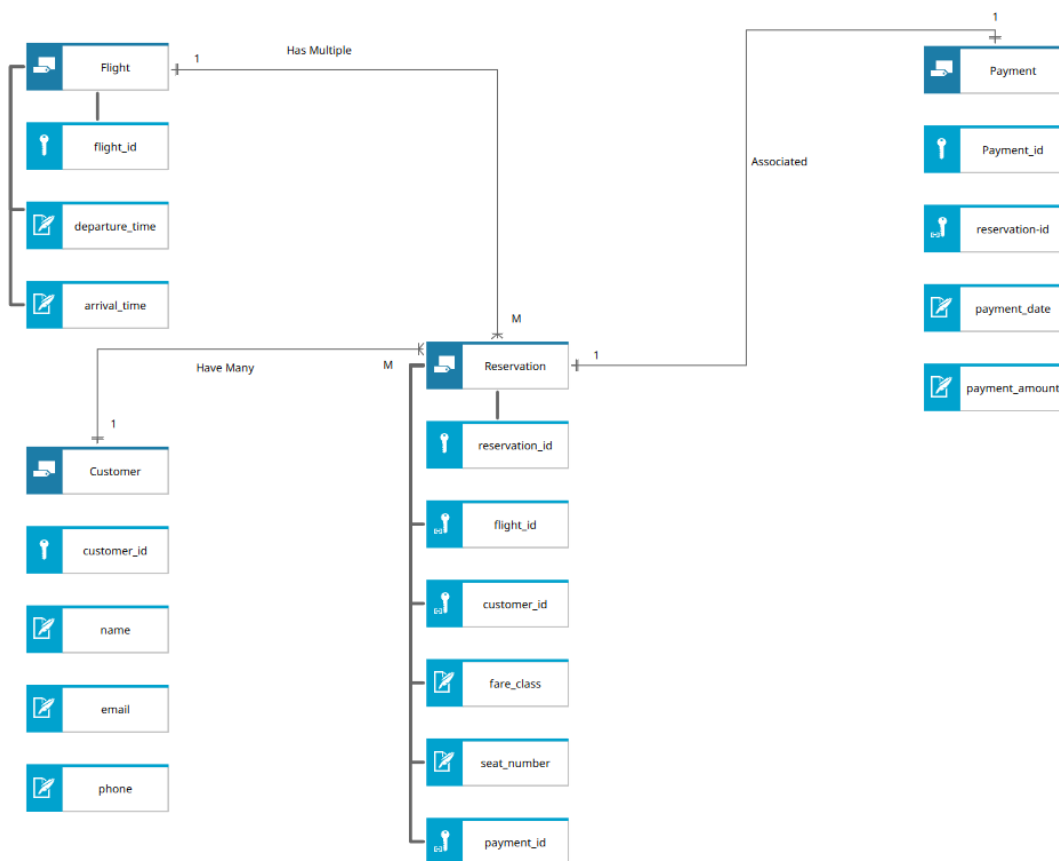 1
Has Multiple
1
Flight
Payment
flight_id
Payment_id
Associated
departure_time
reservation-id
arrival_time
payment_date
M
1
Have Many
M
Reservation
payment_amount
1
Customer
reservation_id
flight_id
customer_id
customer_id
name
fare_class
email
seat_number
phone
payment_id